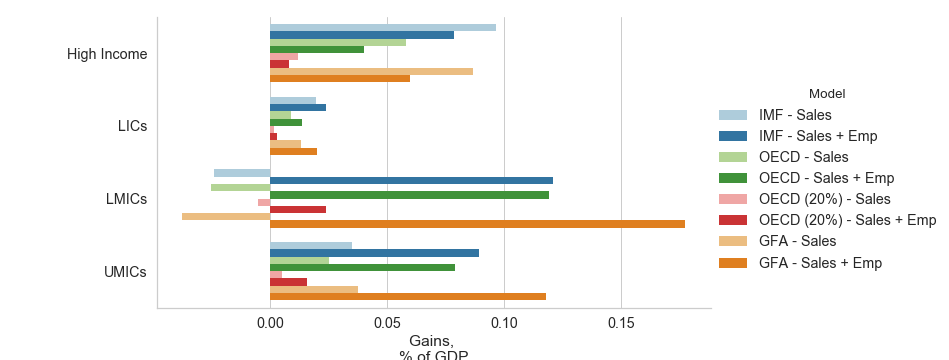 High Income
LICs
LMICs
UMICs
0.00
0.05
0.10
0.15
Gains,
% of GDP
Model
IMF - Sales
IMF - Sales + Emp
OECD - Sales
OECD - Sales + Emp
OECD (20%) - Sales
OECD (20%) - Sales + Emp
GFA - Sales
GFA - Sales + Emp